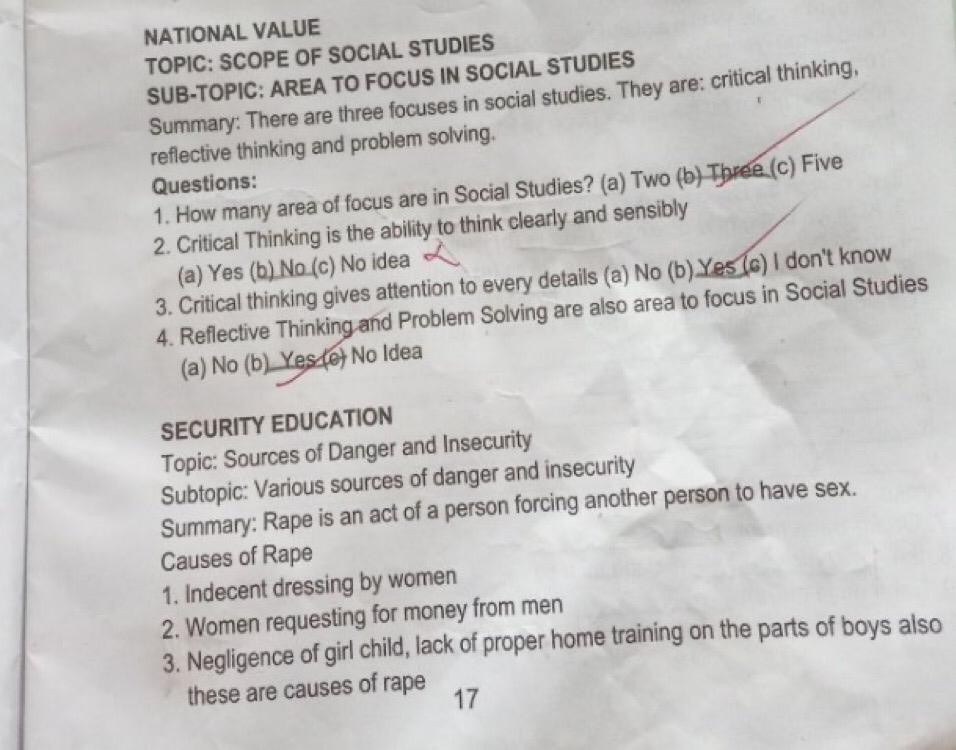 NATIONAL VALUE
TOPIC: SCOPE OF SOCIAL STUDIES
SUB-TOPIC: AREA TO FOCUS IN SOCIAL STUDIES
Summary: There are three focuses in social studies. They are: critical thinking,
reflective thinking and problem solving.
Questions:
1. How many area of focus are in Social Studies? (a) Two (b) Three (c) Five
2. Critical Thinking is the ability to think clearly and sensibly
(a) Yes (b) No (c) No idea
3. Critical thinking gives attention to every details (a) No (b) Yes (c) I don't know
4. Reflective Thinking and Problem Solving are also area to focus in Social Studies
(a) No (b) Yes (c) No Idea
SECURITY EDUCATION
Topic: Sources of Danger and Insecurity
Subtopic: Various sources of danger and insecurity
Summary: Rape is an act of a person forcing another person to have sex.
Causes of Rape
1. Indecent dressing by women
2. Women requesting for money from men
3. Negligence of girl child, lack of proper home training on the parts of boys also
these are causes of rape
17